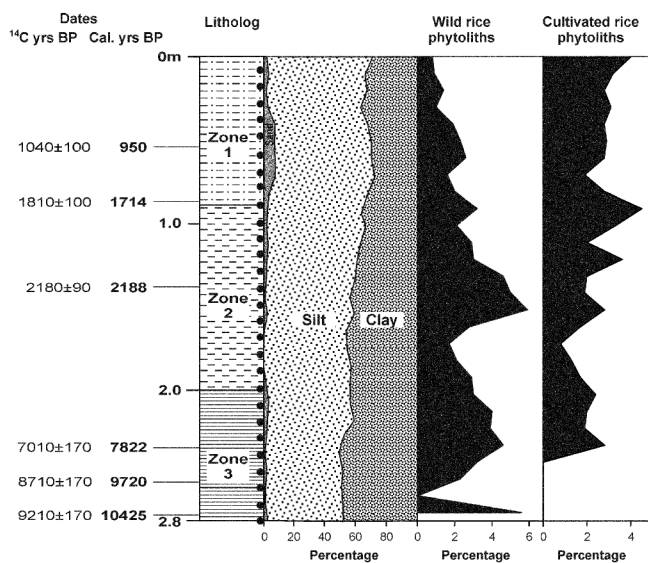 Dates
¹⁴C yrs BP Cal. yrs BP
Litholog
Wild rice
phytoliths
Cultivated rice
phytoliths
0m
Sand
Zone
1
1040±100 950
1810±100 1714
1.0
2180±90 2188
Zone
2
Silt
Clay
2.0
7010±170 7822
Zone
3
8710±170 9720
9210±170 10425
2.8
0 20 40 60 80
0 2 4 6
0 2 4
Percentage
Percentage
Percentage